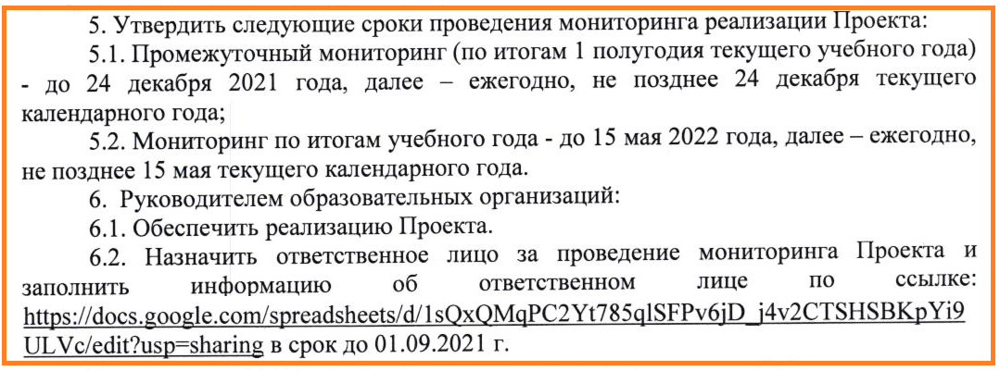 5. Утвердить следующие сроки проведения мониторинга реализации Проекта:
5.1. Промежуточный мониторинг (по итогам 1 полугодия текущего учебного года)
- до 24 декабря 2021 года, далее – ежегодно, не позднее 24 декабря текущего
календарного года;
5.2. Мониторинг по итогам учебного года - до 15 мая 2022 года, далее – ежегодно,
не позднее 15 мая текущего календарного года.
6. Руководителем образовательных организаций:
6.1. Обеспечить реализацию Проекта.
6.2. Назначить ответственное лицо за проведение мониторинга Проекта и
заполнить информацию об ответственном лице по ссылке:
https://docs.google.com/spreadsheets/d/1sQxQMqPC2Yt785qlSFPv6jD_j4v2CTSHSBKpYi9
ULVc/edit?usp=sharing в срок до 01.09.2021 г.